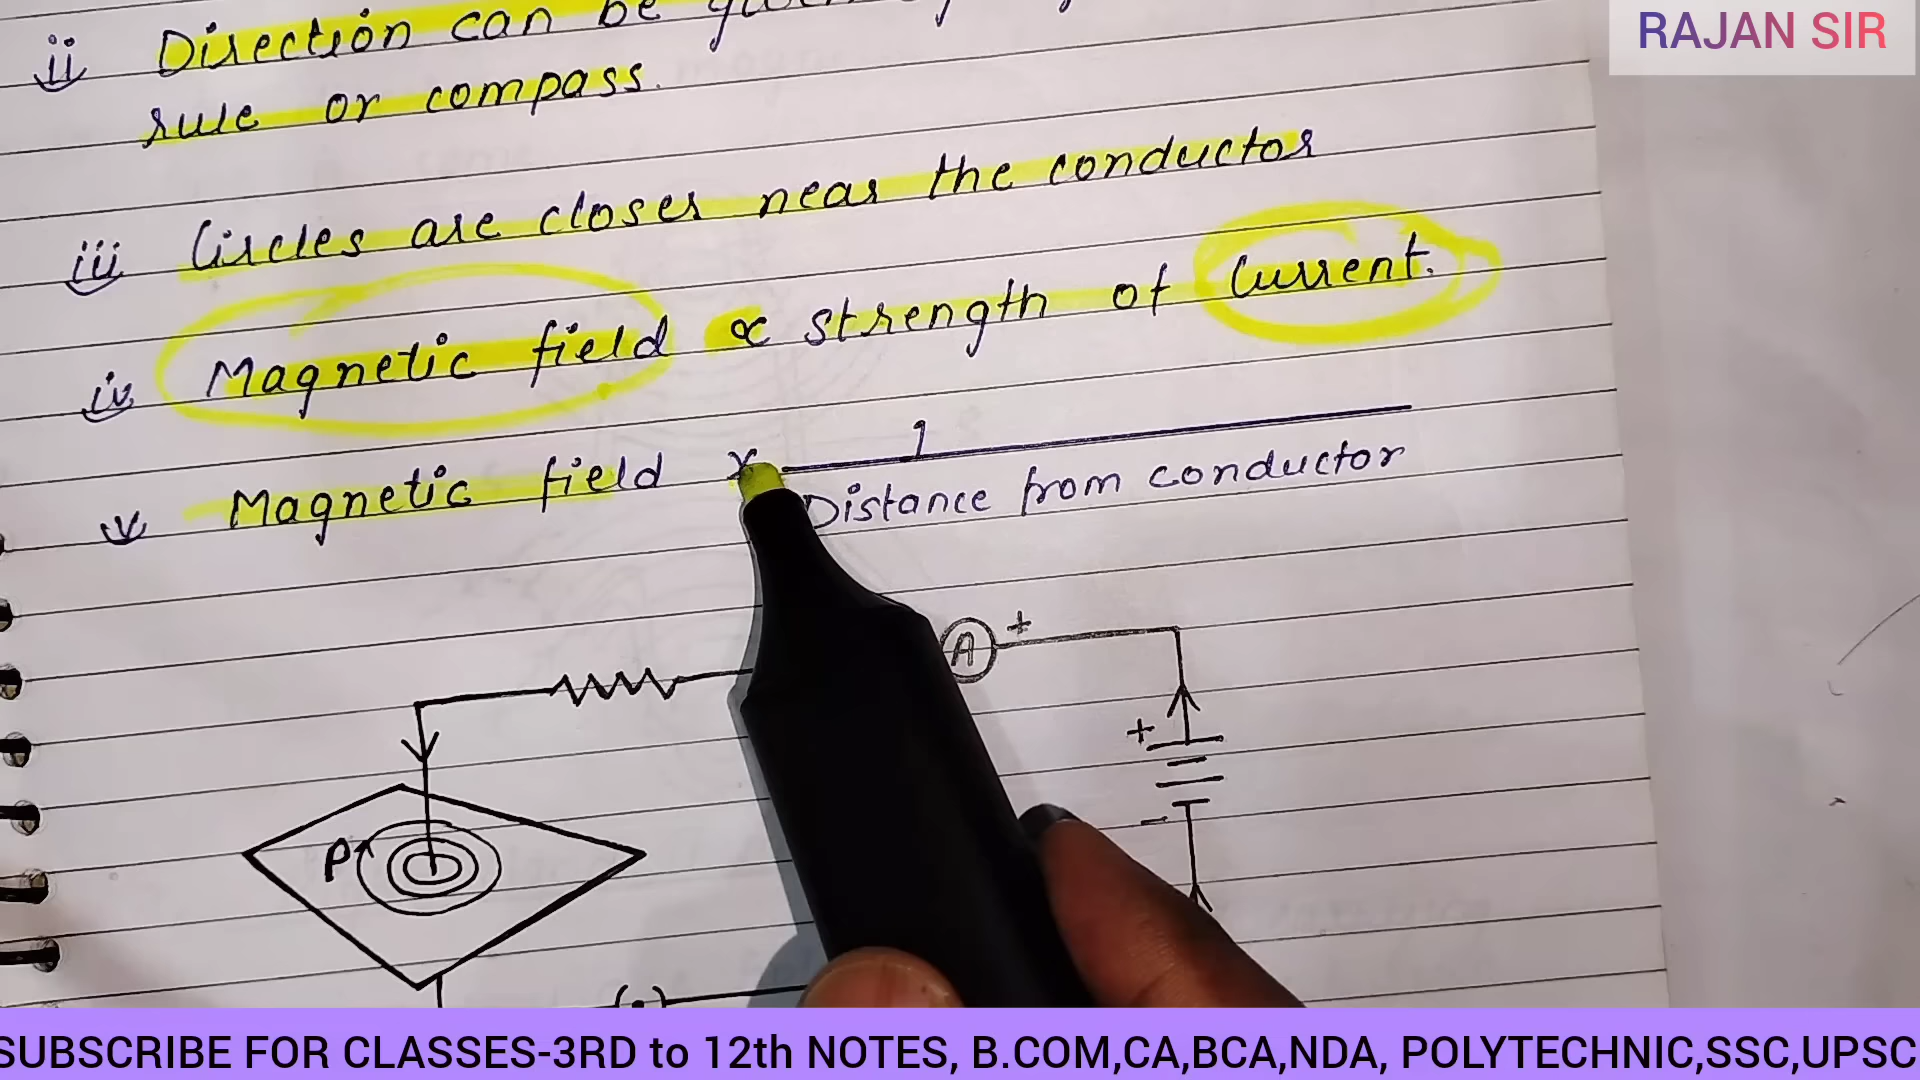 RAJAN SIR
ii Direction can be
rule or compass.
iii Circles are closer near the conductor
iv Magnetic field ∝ strength of Current.
1
v Magnetic field
Distance from conductor
A +
+
-
P
SUBSCRIBE FOR CLASSES-3RD to 12th NOTES, B.COM,CA,BCA,NDA, POLYTECHNIC,SSC,UPSC